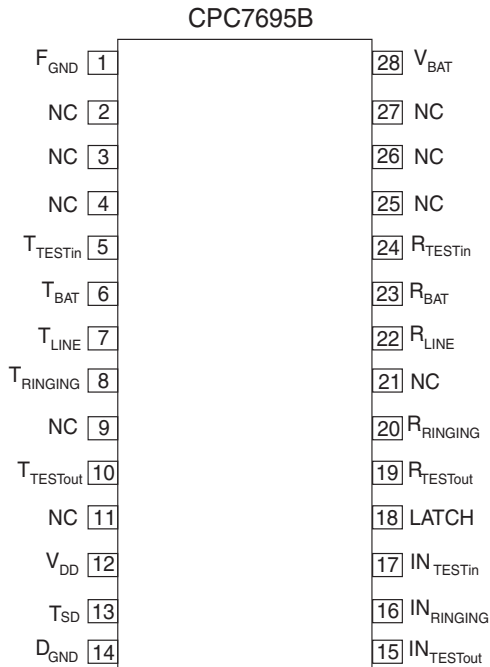 CPC7695B
F_GND 1 28 V_BAT
NC 2 27 NC
NC 3 26 NC
NC 4 25 NC
T_TESTin 5 24 R_TESTin
T_BAT 6 23 R_BAT
T_LINE 7 22 R_LINE
T_RINGING 8 21 NC
NC 9 20 R_RINGING
T_TESTout 10 19 R_TESTout
NC 11 18 LATCH
V_DD 12 17 IN_TESTin
T_SD 13 16 IN_RINGING
D_GND 14 15 IN_TESTout